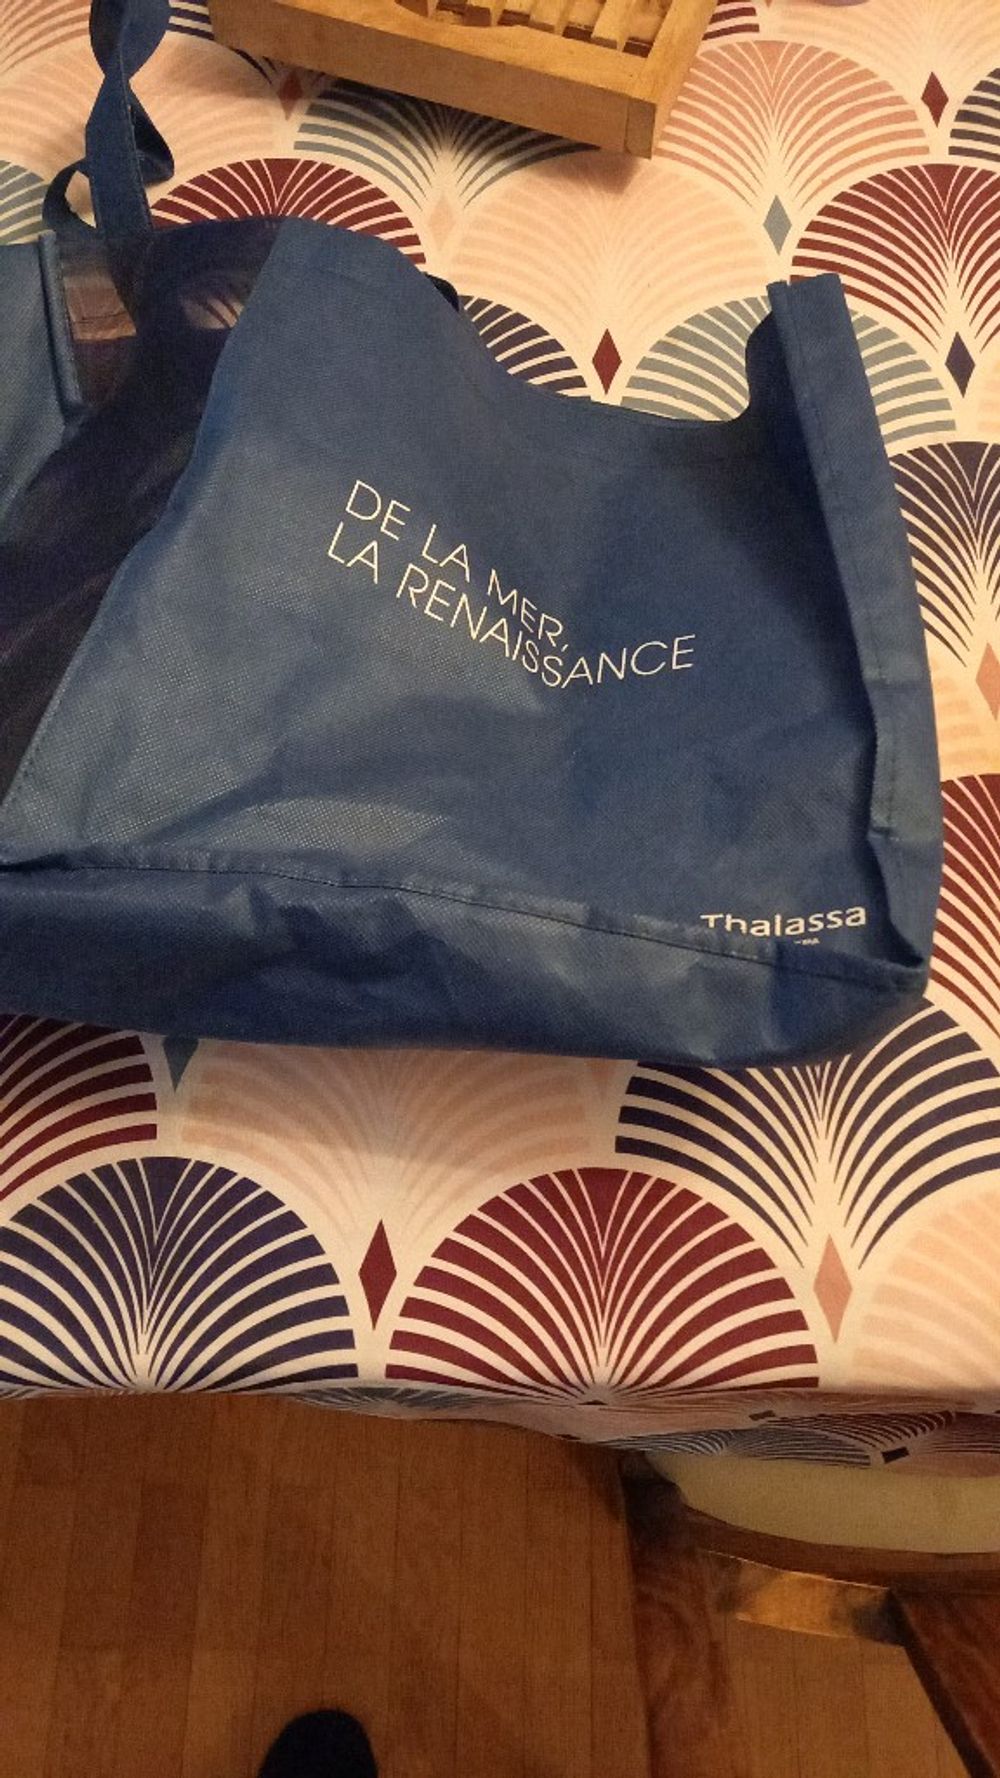 DE LA MER,
LA RENAISSANCE
Thalassa